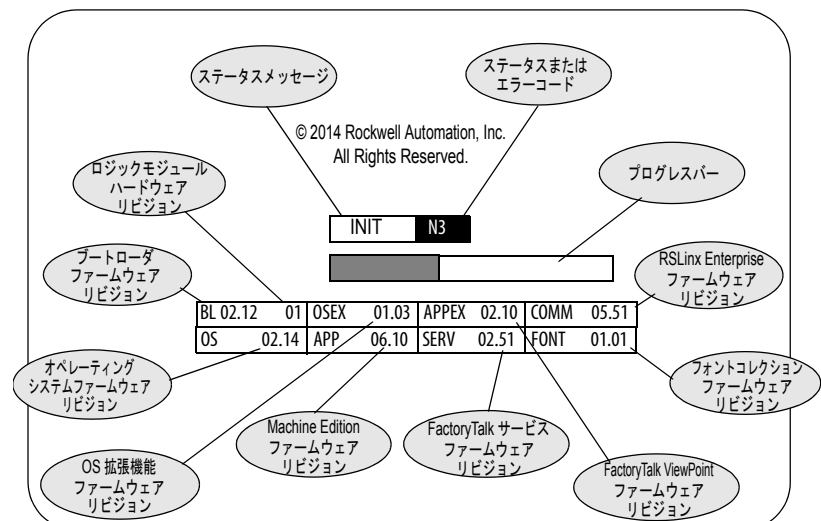 ステータスメッセージ
ステータスまたは
エラーコード
© 2014 Rockwell Automation, Inc.
All Rights Reserved.
ロジックモジュール
ハードウェア
リビジョン
プログレスバー
INIT N3
ブートローダ
ファームウェア
リビジョン
RSLinx Enterprise
ファームウェア
リビジョン
BL 02.12 01 OSEX 01.03 APPEX 02.10 COMM 05.51
OS 02.14 APP 06.10 SERV 02.51 FONT 01.01
オペレーティング
システムファームウェア
リビジョン
フォントコレクション
ファームウェア
リビジョン
Machine Edition
ファームウェア
リビジョン
FactoryTalk サービス
ファームウェア
リビジョン
OS 拡張機能
ファームウェア
リビジョン
FactoryTalk ViewPoint
ファームウェア
リビジョン